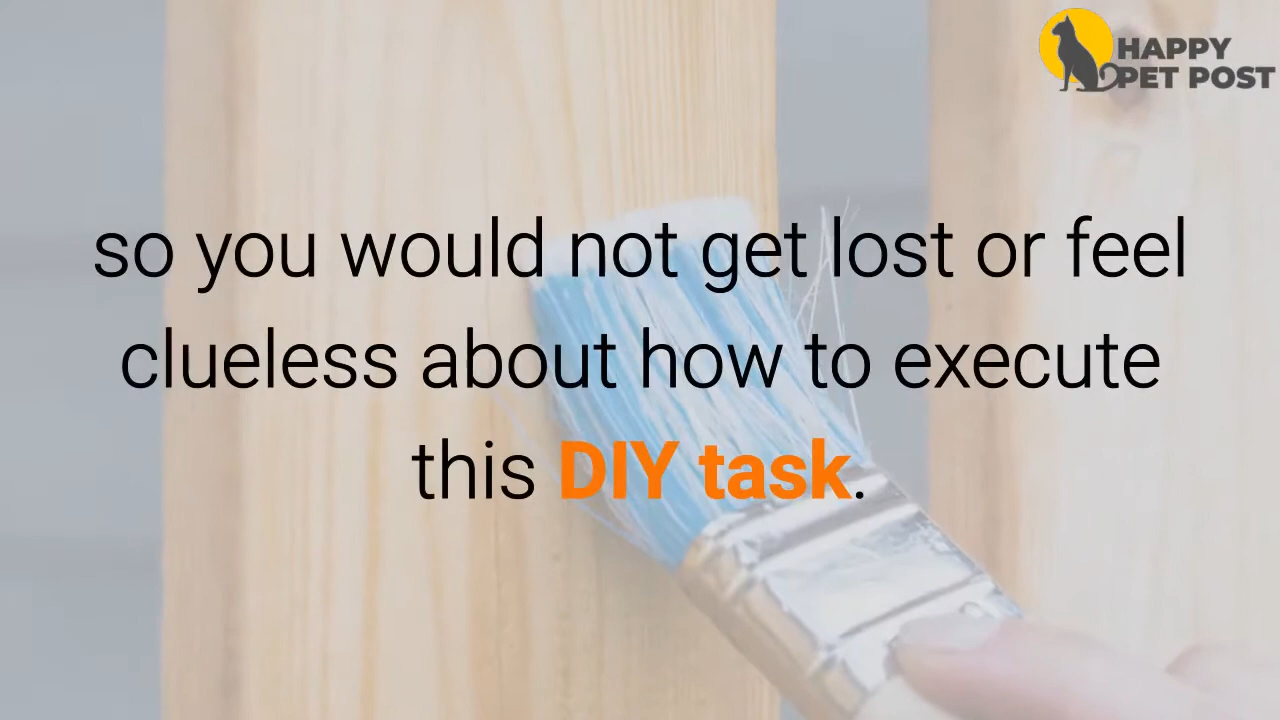 HAPPY
PET POST
so you would not get lost or feel
clueless about how to execute
this DIY task.